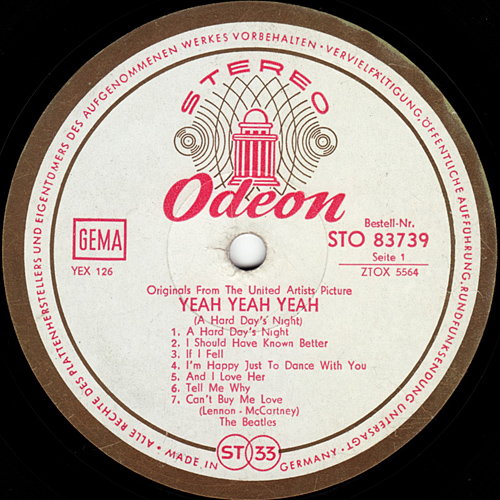 ALLE RECHTE DES PLATTENHERSTELLERS UND EIGENTÜMERS DES AUFGENOMMENEN WERKES VORBEHALTEN · VERVIELFÄLTIGUNG, ÖFFENTLICHE AUFFÜHRUNG, RUNDFUNKSENDUNG UNTERSAGT ·
STEREO
Odeon
GEMA
YEX 126
Bestell-Nr.
STO 83739
Seite 1
ZTOX 5564
Originals From The United Artists Picture
YEAH YEAH YEAH
(A Hard Day's Night)
1. A Hard Day's Night
2. I Should Have Known Better
3. If I Fell
4. I'm Happy Just To Dance With You
5. And I Love Her
6. Tell Me Why
7. Can't Buy Me Love
(Lennon - McCartney)
The Beatles
MADE IN GERMANY
ST 33